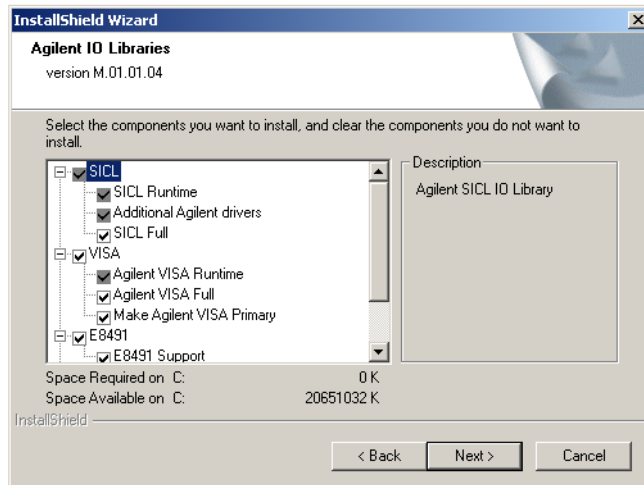 InstallShield Wizard
Agilent IO Libraries
version M.01.01.04
Select the components you want to install, and clear the components you do not want to
install.
SICL
SICL Runtime
Additional Agilent drivers
SICL Full
VISA
Agilent VISA Runtime
Agilent VISA Full
Make Agilent VISA Primary
E8491
E8491 Support
Description
Agilent SICL IO Library
Space Required on C: 0 K
Space Available on C: 20651032 K
InstallShield
< Back Next > Cancel